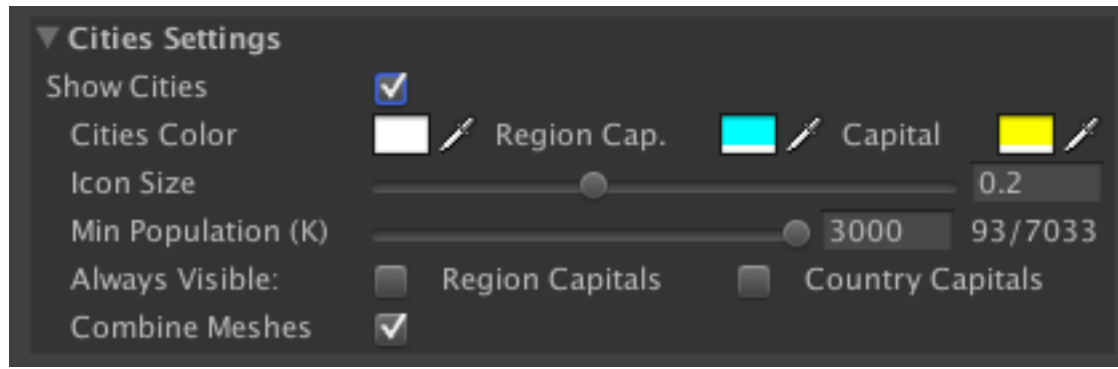 Cities Settings
Show Cities
Cities Color Region Cap. Capital
Icon Size 0.2
Min Population (K) 3000 93/7033
Always Visible: Region Capitals Country Capitals
Combine Meshes